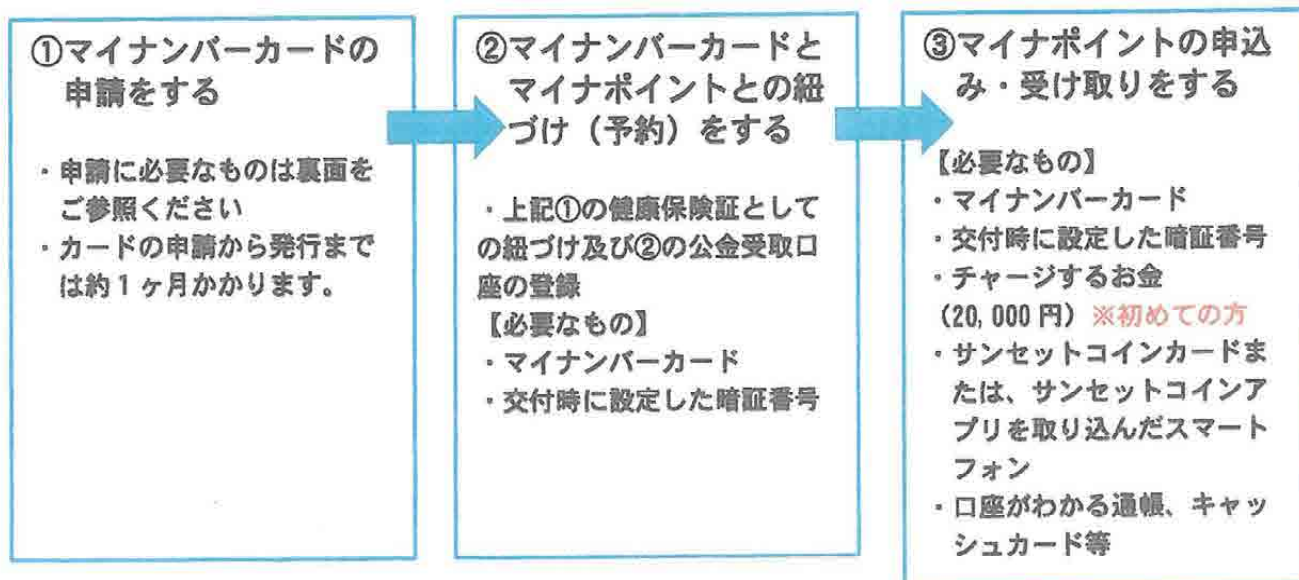 ①マイナンバーカードの
申請をする
・申請に必要なものは裏面を
ご参照ください
・カードの申請から発行まで
は約1ヶ月かかります。
②マイナンバーカードと
マイナポイントとの紐
づけ（予約）をする
・上記①の健康保険証として
の紐づけ及び②の公金受取口
座の登録
【必要なもの】
・マイナンバーカード
・交付時に設定した暗証番号
③マイナポイントの申込
み・受け取りをする
【必要なもの】
・マイナンバーカード
・交付時に設定した暗証番号
・チャージするお金
（20,000円）※初めての方
・サンセットコインカードま
たは、サンセットコインア
プリを取り込んだスマート
フォン
・口座がわかる通帳、キャッ
シュカード等